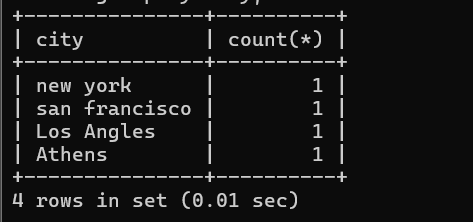 +---------------+----------+
| city          | count(*) |
+---------------+----------+
| new york      |        1 |
| san francisco |        1 |
| Los Angles    |        1 |
| Athens        |        1 |
+---------------+----------+
4 rows in set (0.01 sec)